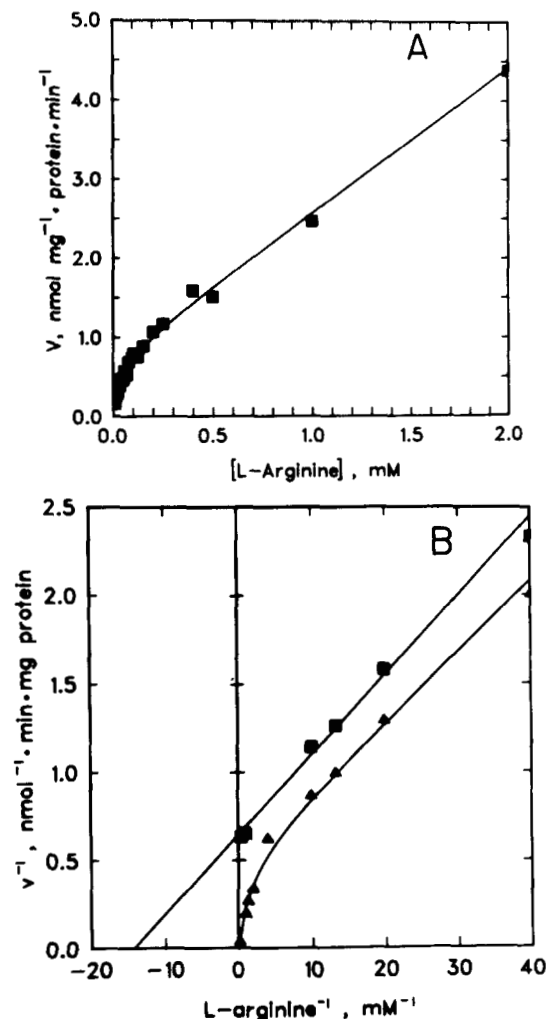 A
5.0
4.0
3.0
2.0
1.0
0.0
V, nmol mg⁻¹. protein·min⁻¹
0.0 0.5 1.0 1.5 2.0
[L-Arginine] , mM
B
2.5
2.0
1.5
1.0
0.5
0.0
v⁻¹ , nmol⁻¹·min·mg protein
-20 -10 0 10 20 30 40
L-arginine⁻¹ , mM⁻¹